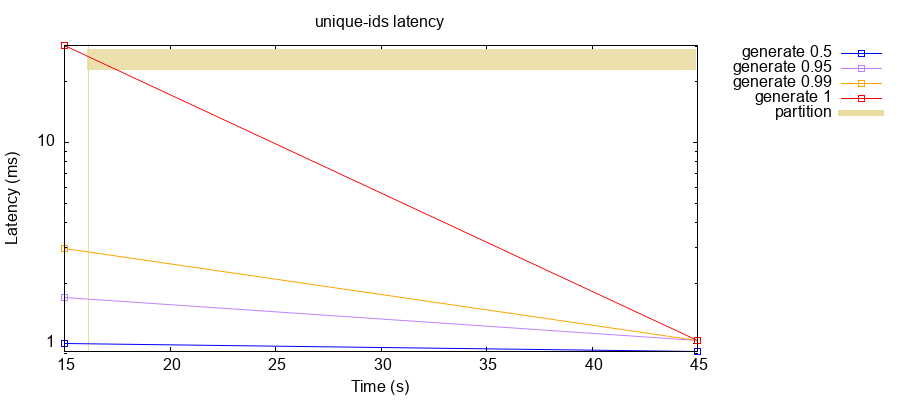 unique-ids latency
generate 0.5
generate 0.95
generate 0.99
generate 1
partition
10
1
Latency (ms)
15 20 25 30 35 40 45
Time (s)